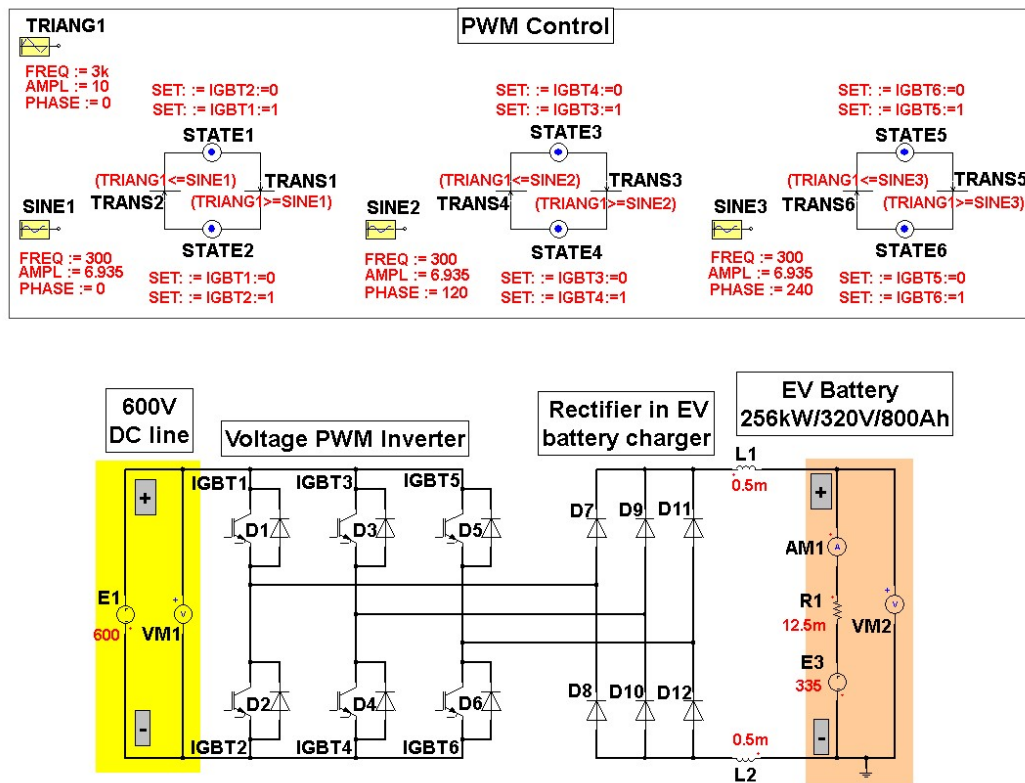 TRIANG1
PWM Control
FREQ := 3k
AMPL := 10
PHASE := 0
SET: := IGBT2:=0
SET: := IGBT1:=1
STATE1
(TRIANG1<=SINE1)
TRANS1
TRANS2
(TRIANG1>=SINE1)
SINE1
STATE2
FREQ := 300
AMPL := 6.935
PHASE := 0
SET: := IGBT1:=0
SET: := IGBT2:=1
SET: := IGBT4:=0
SET: := IGBT3:=1
STATE3
(TRIANG1<=SINE2)
TRANS3
TRANS4
(TRIANG1>=SINE2)
SINE2
STATE4
FREQ := 300
AMPL := 6.935
PHASE := 120
SET: := IGBT3:=0
SET: := IGBT4:=1
SET: := IGBT6:=0
SET: := IGBT5:=1
STATE5
(TRIANG1<=SINE3)
TRANS5
TRANS6
(TRIANG1>=SINE3)
SINE3
STATE6
FREQ := 300
AMPL := 6.935
PHASE := 240
SET: := IGBT5:=0
SET: := IGBT6:=1
600V
DC line
Voltage PWM Inverter
Rectifier in EV
battery charger
EV Battery
256kW/320V/800Ah
+
-
E1
600
+
V
VM1
IGBT1
IGBT3
IGBT5
D1
D3
D5
D2
D4
D6
IGBT2
IGBT4
IGBT6
D7
D9
D11
D8
D10
D12
L1
0.5m
0.5m
L2
+
AM1
A
R1
12.5m
E3
335
+
V
VM2
-